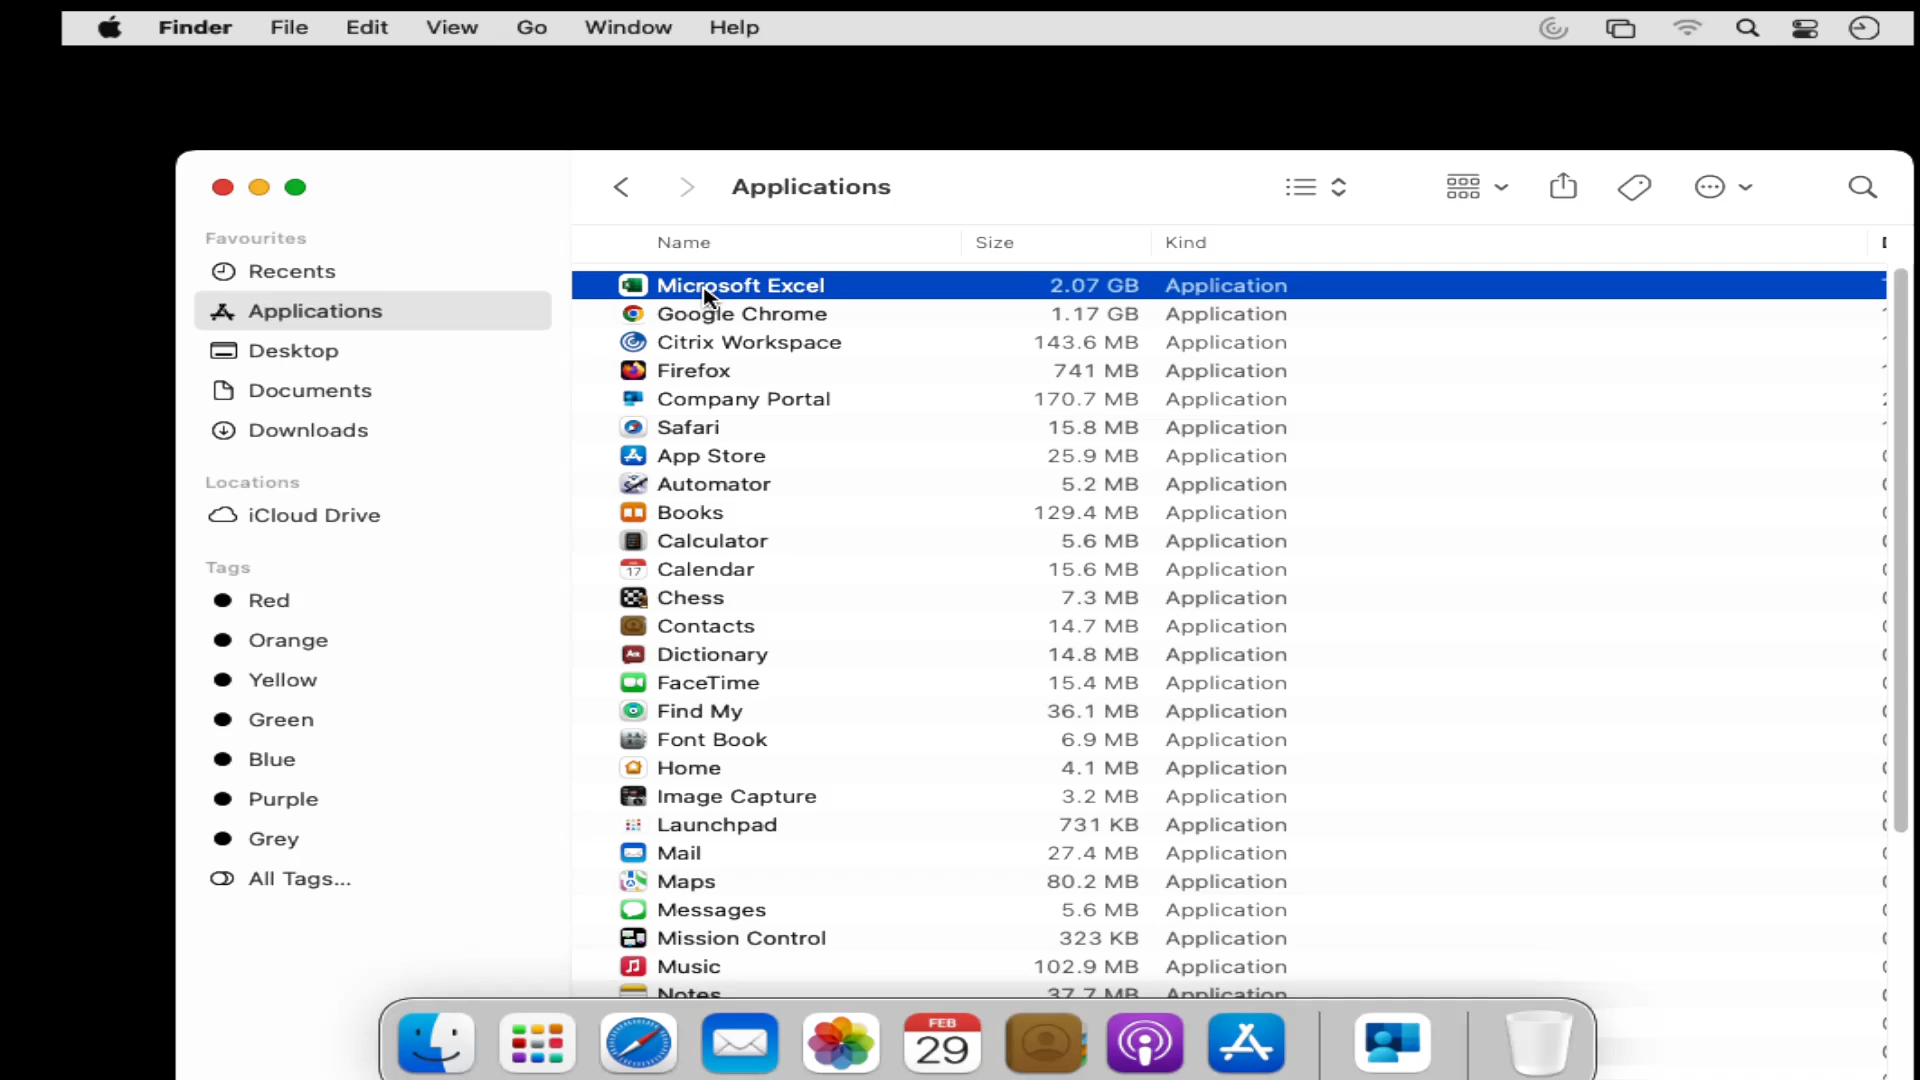 Finder File Edit View Go Window Help
Applications
Favourites
Recents
Applications
Desktop
Documents
Downloads
Locations
iCloud Drive
Tags
Red
Orange
Yellow
Green
Blue
Purple
Grey
All Tags...
Name Size Kind
Microsoft Excel 2.07 GB Application
Google Chrome 1.17 GB Application
Citrix Workspace 143.6 MB Application
Firefox 741 MB Application
Company Portal 170.7 MB Application
Safari 15.8 MB Application
App Store 25.9 MB Application
Automator 5.2 MB Application
Books 129.4 MB Application
Calculator 5.6 MB Application
17
Calendar 15.6 MB Application
Chess 7.3 MB Application
Contacts 14.7 MB Application
Aa
Dictionary 14.8 MB Application
FaceTime 15.4 MB Application
Find My 36.1 MB Application
Font Book 6.9 MB Application
Home 4.1 MB Application
Image Capture 3.2 MB Application
Launchpad 731 KB Application
Mail 27.4 MB Application
Maps 80.2 MB Application
Messages 5.6 MB Application
Mission Control 323 KB Application
Music 102.9 MB Application
Notes 37.7 MB Application
FEB
29